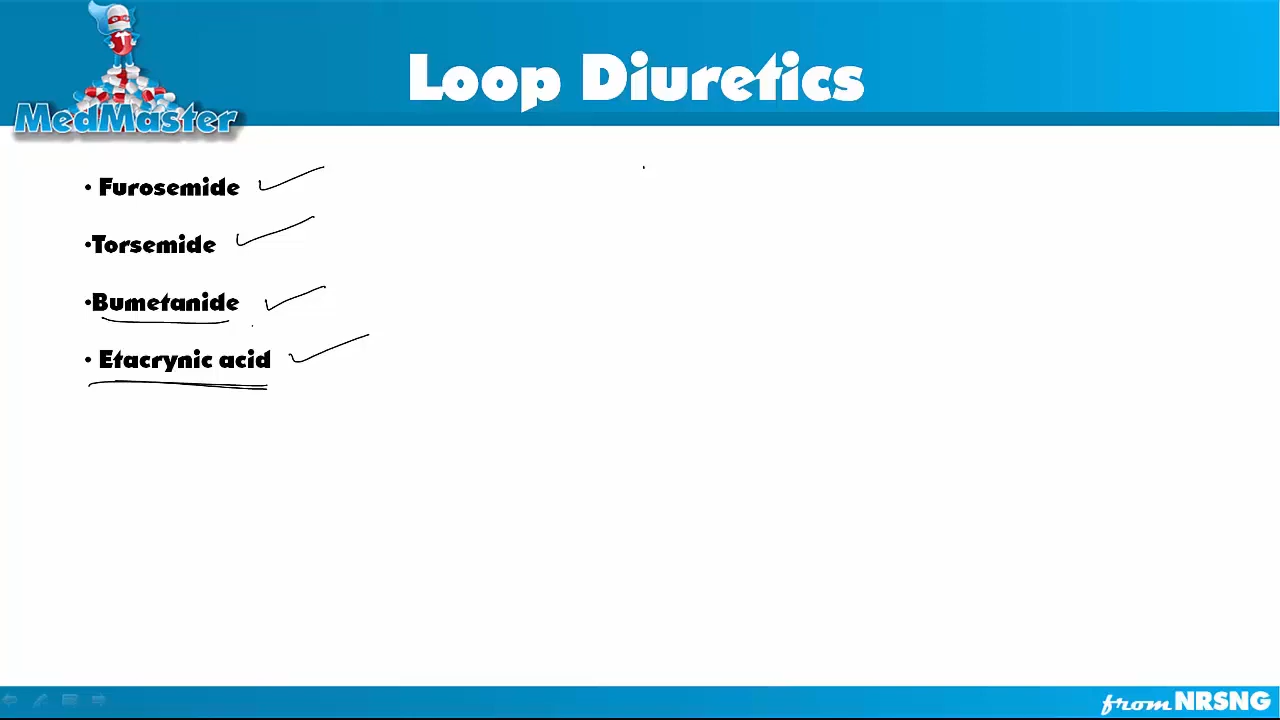 Loop Diuretics
MedMaster
• Furosemide
•Torsemide
•Bumetanide
• Etacrynic acid
from NRSNG